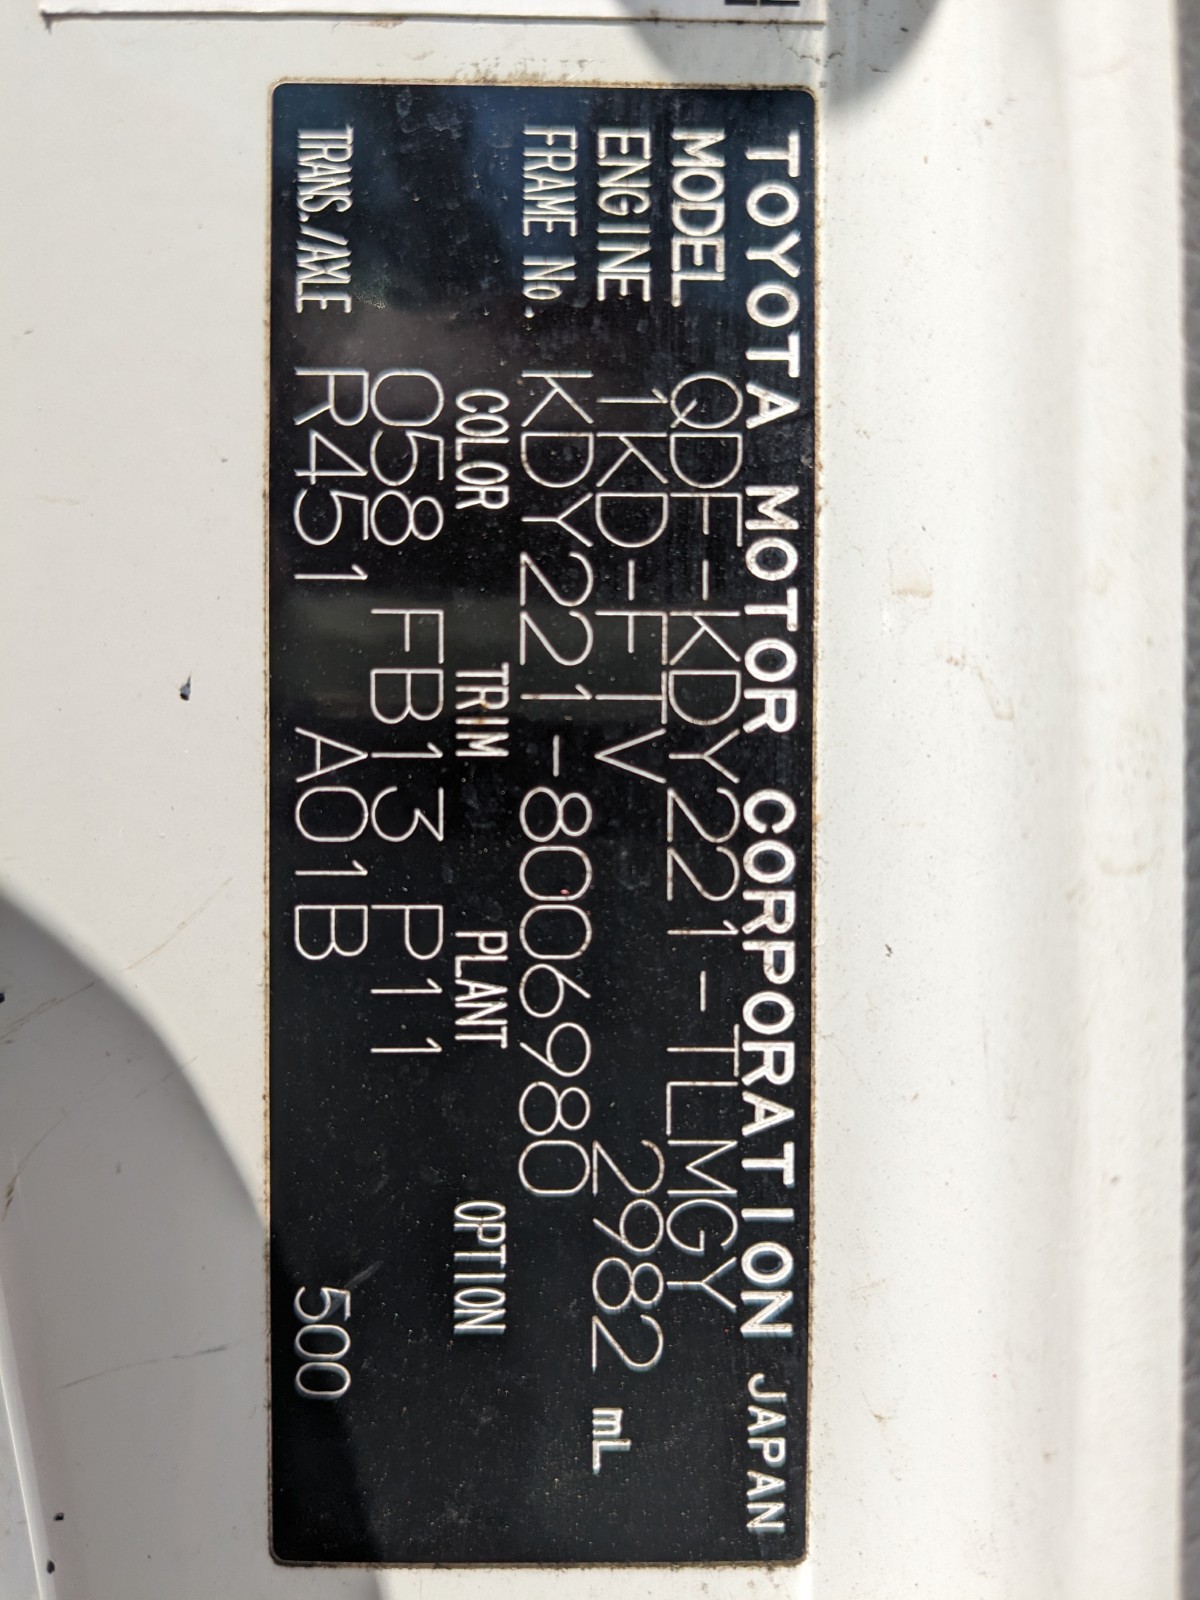 TOYOTA MOTOR CORPORATION JAPAN
MODEL QDF-KDY221-TLMGY
ENGINE 1KD-FTV 2982 mL
FRAME No. KDY221-8006980
COLOR TRIM PLANT OPTION
058 FB13 P11
TRANS./AXLE R451 A01B 500